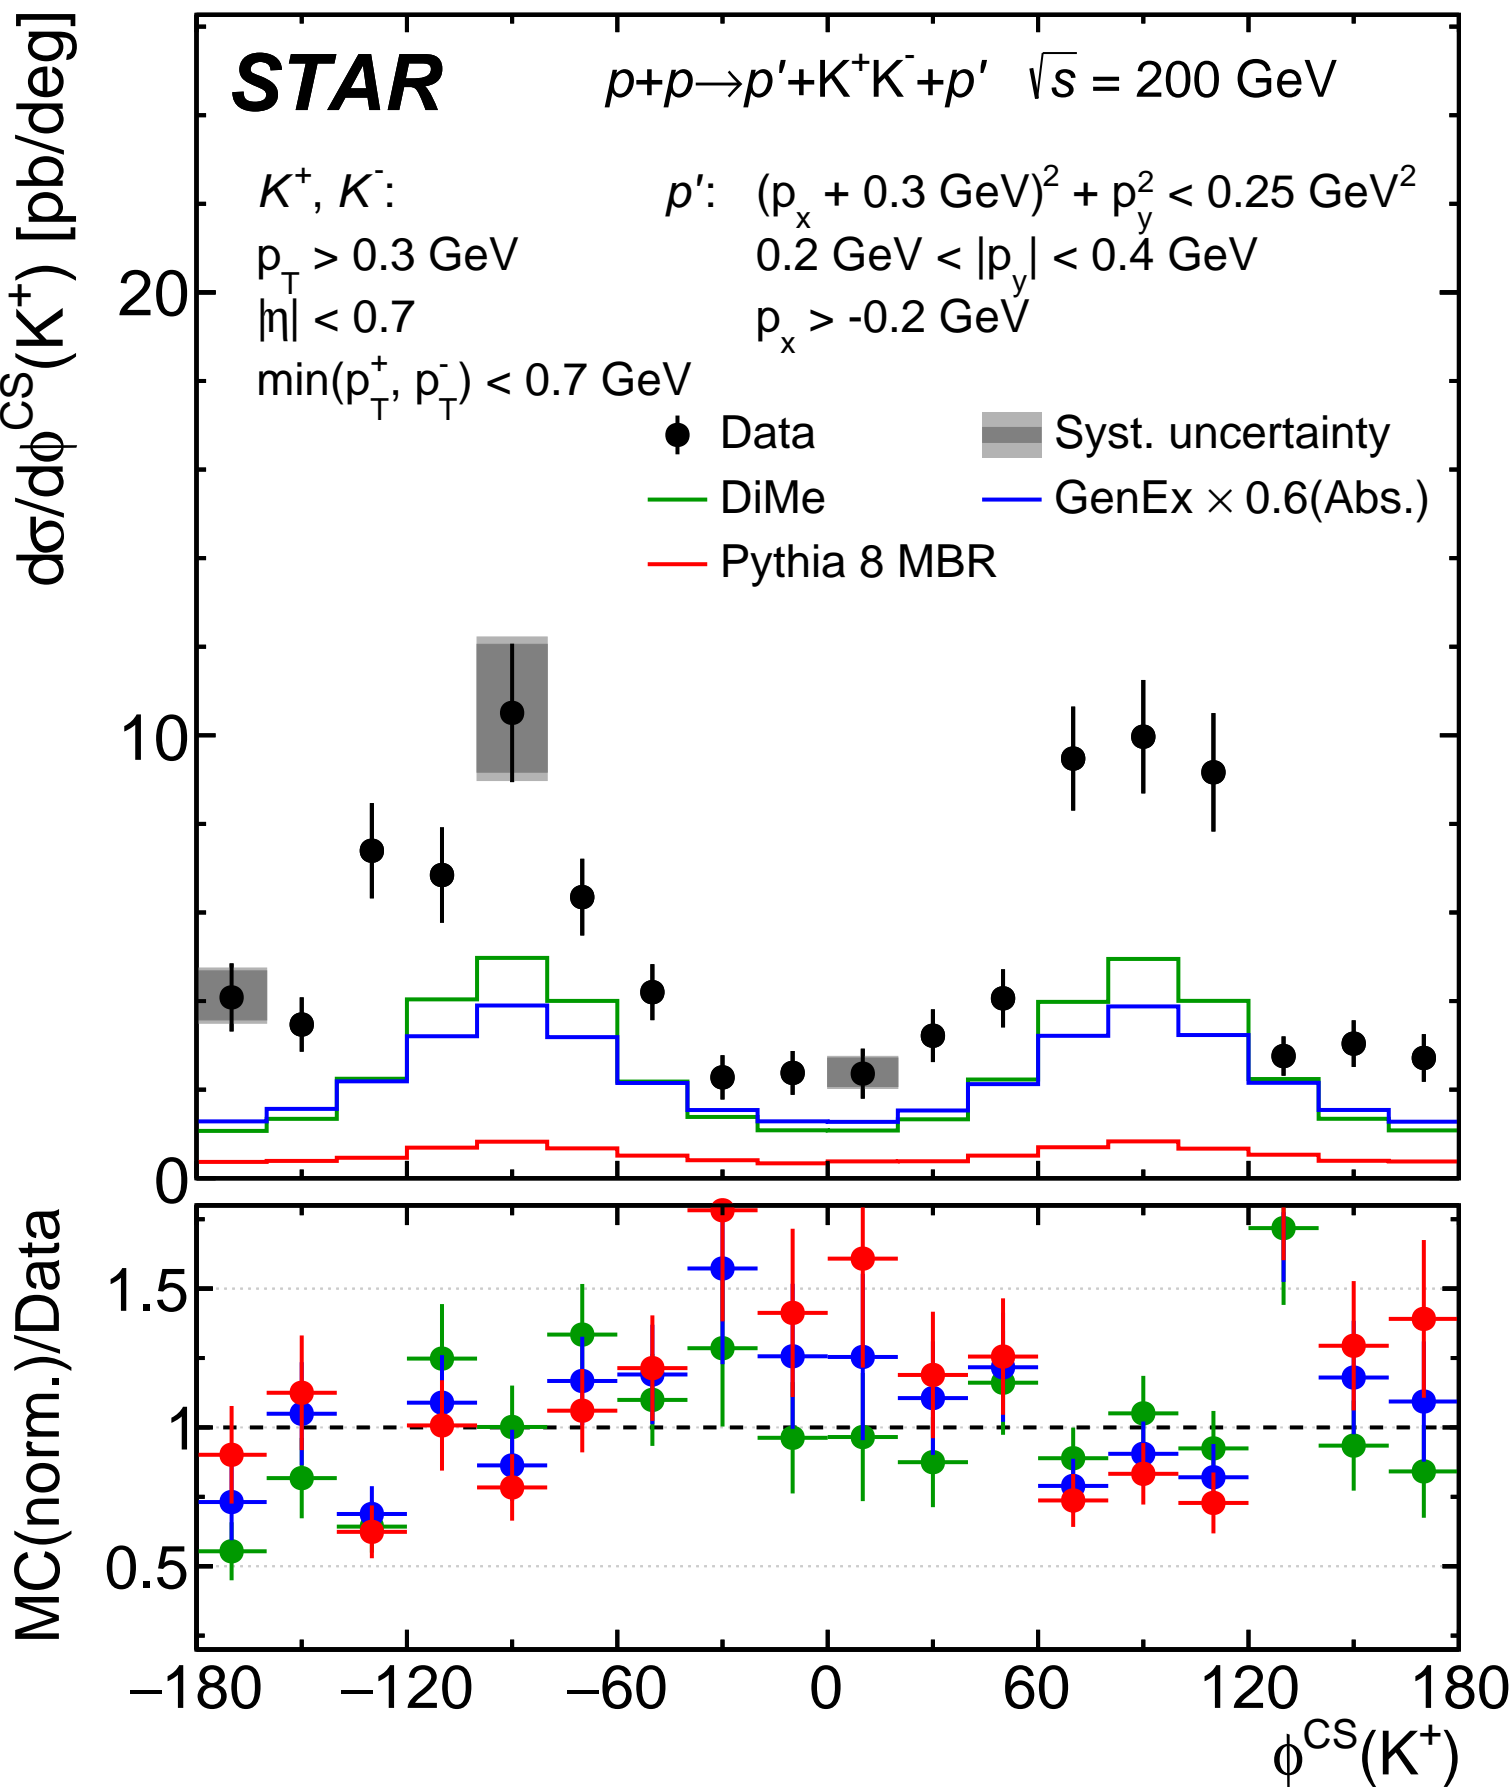 STAR p+p→p′+K⁺K⁻+p′ √s = 200 GeV
K⁺, K⁻: p′: (pₓ + 0.3 GeV)² + p_y² < 0.25 GeV²
p_T > 0.3 GeV 0.2 GeV < |p_y| < 0.4 GeV
|η| < 0.7 pₓ > -0.2 GeV
min(p_T⁺, p_T⁻) < 0.7 GeV
Data Syst. uncertainty
DiMe GenEx × 0.6(Abs.)
Pythia 8 MBR
dσ/dϕ^CS(K⁺) [pb/deg]
20
10
0
MC(norm.)/Data
1.5
1
0.5
−180 −120 −60 0 60 120 180
ϕ^CS(K⁺)